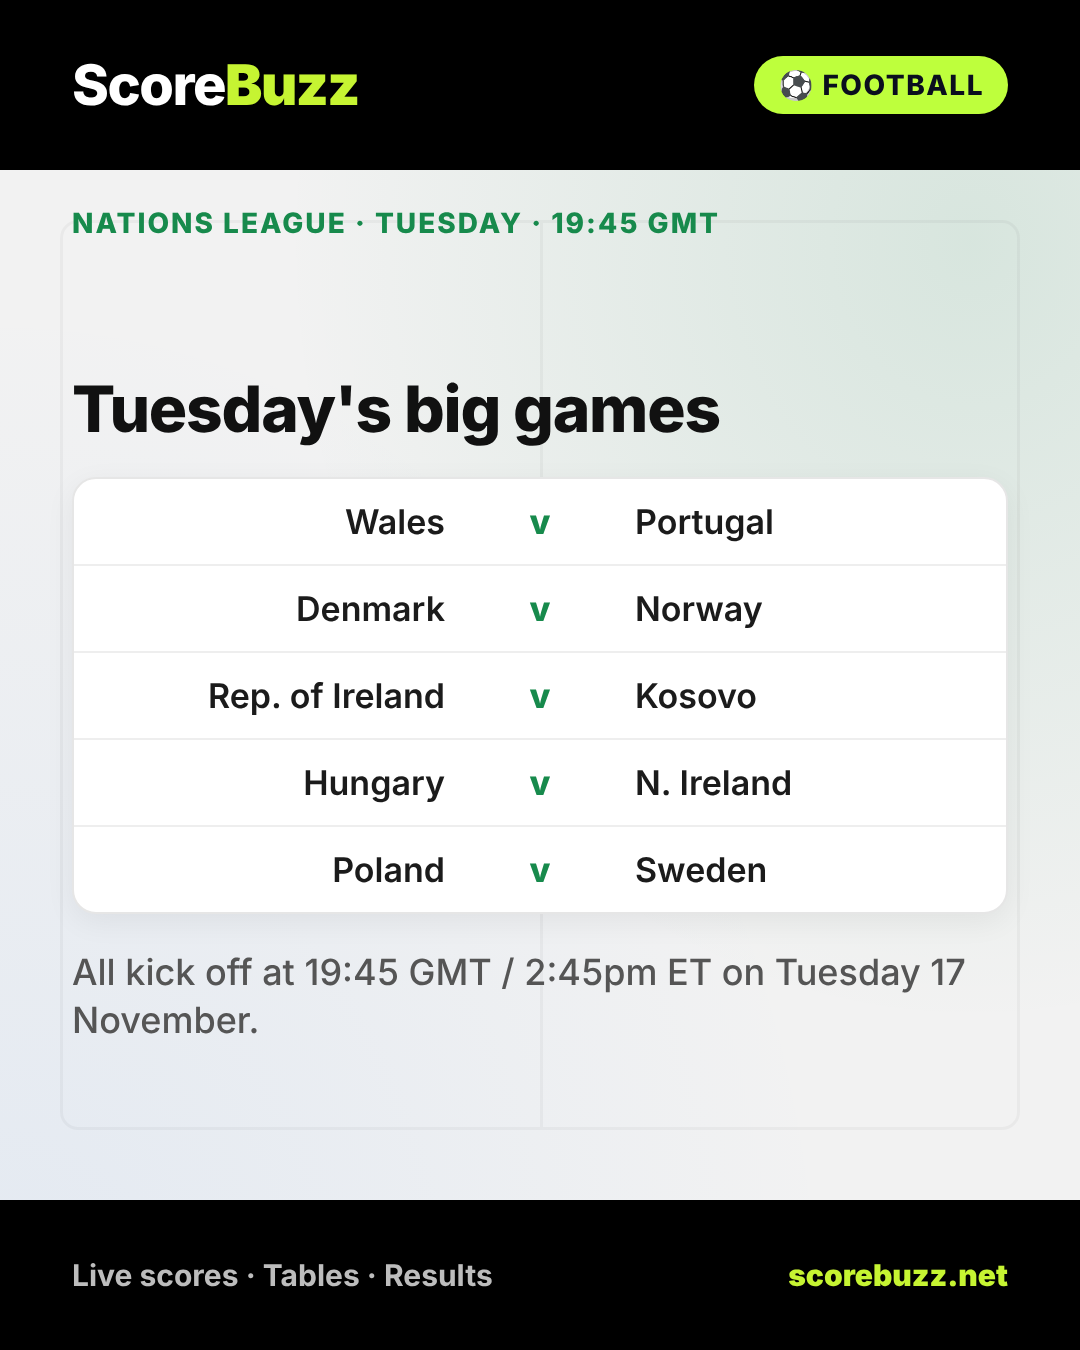 ScoreBuzz
⚽ FOOTBALL
NATIONS LEAGUE · TUESDAY · 19:45 GMT
Tuesday's big games
Wales v Portugal
Denmark v Norway
Rep. of Ireland v Kosovo
Hungary v N. Ireland
Poland v Sweden
All kick off at 19:45 GMT / 2:45pm ET on Tuesday 17
November.
Live scores · Tables · Results
scorebuzz.net